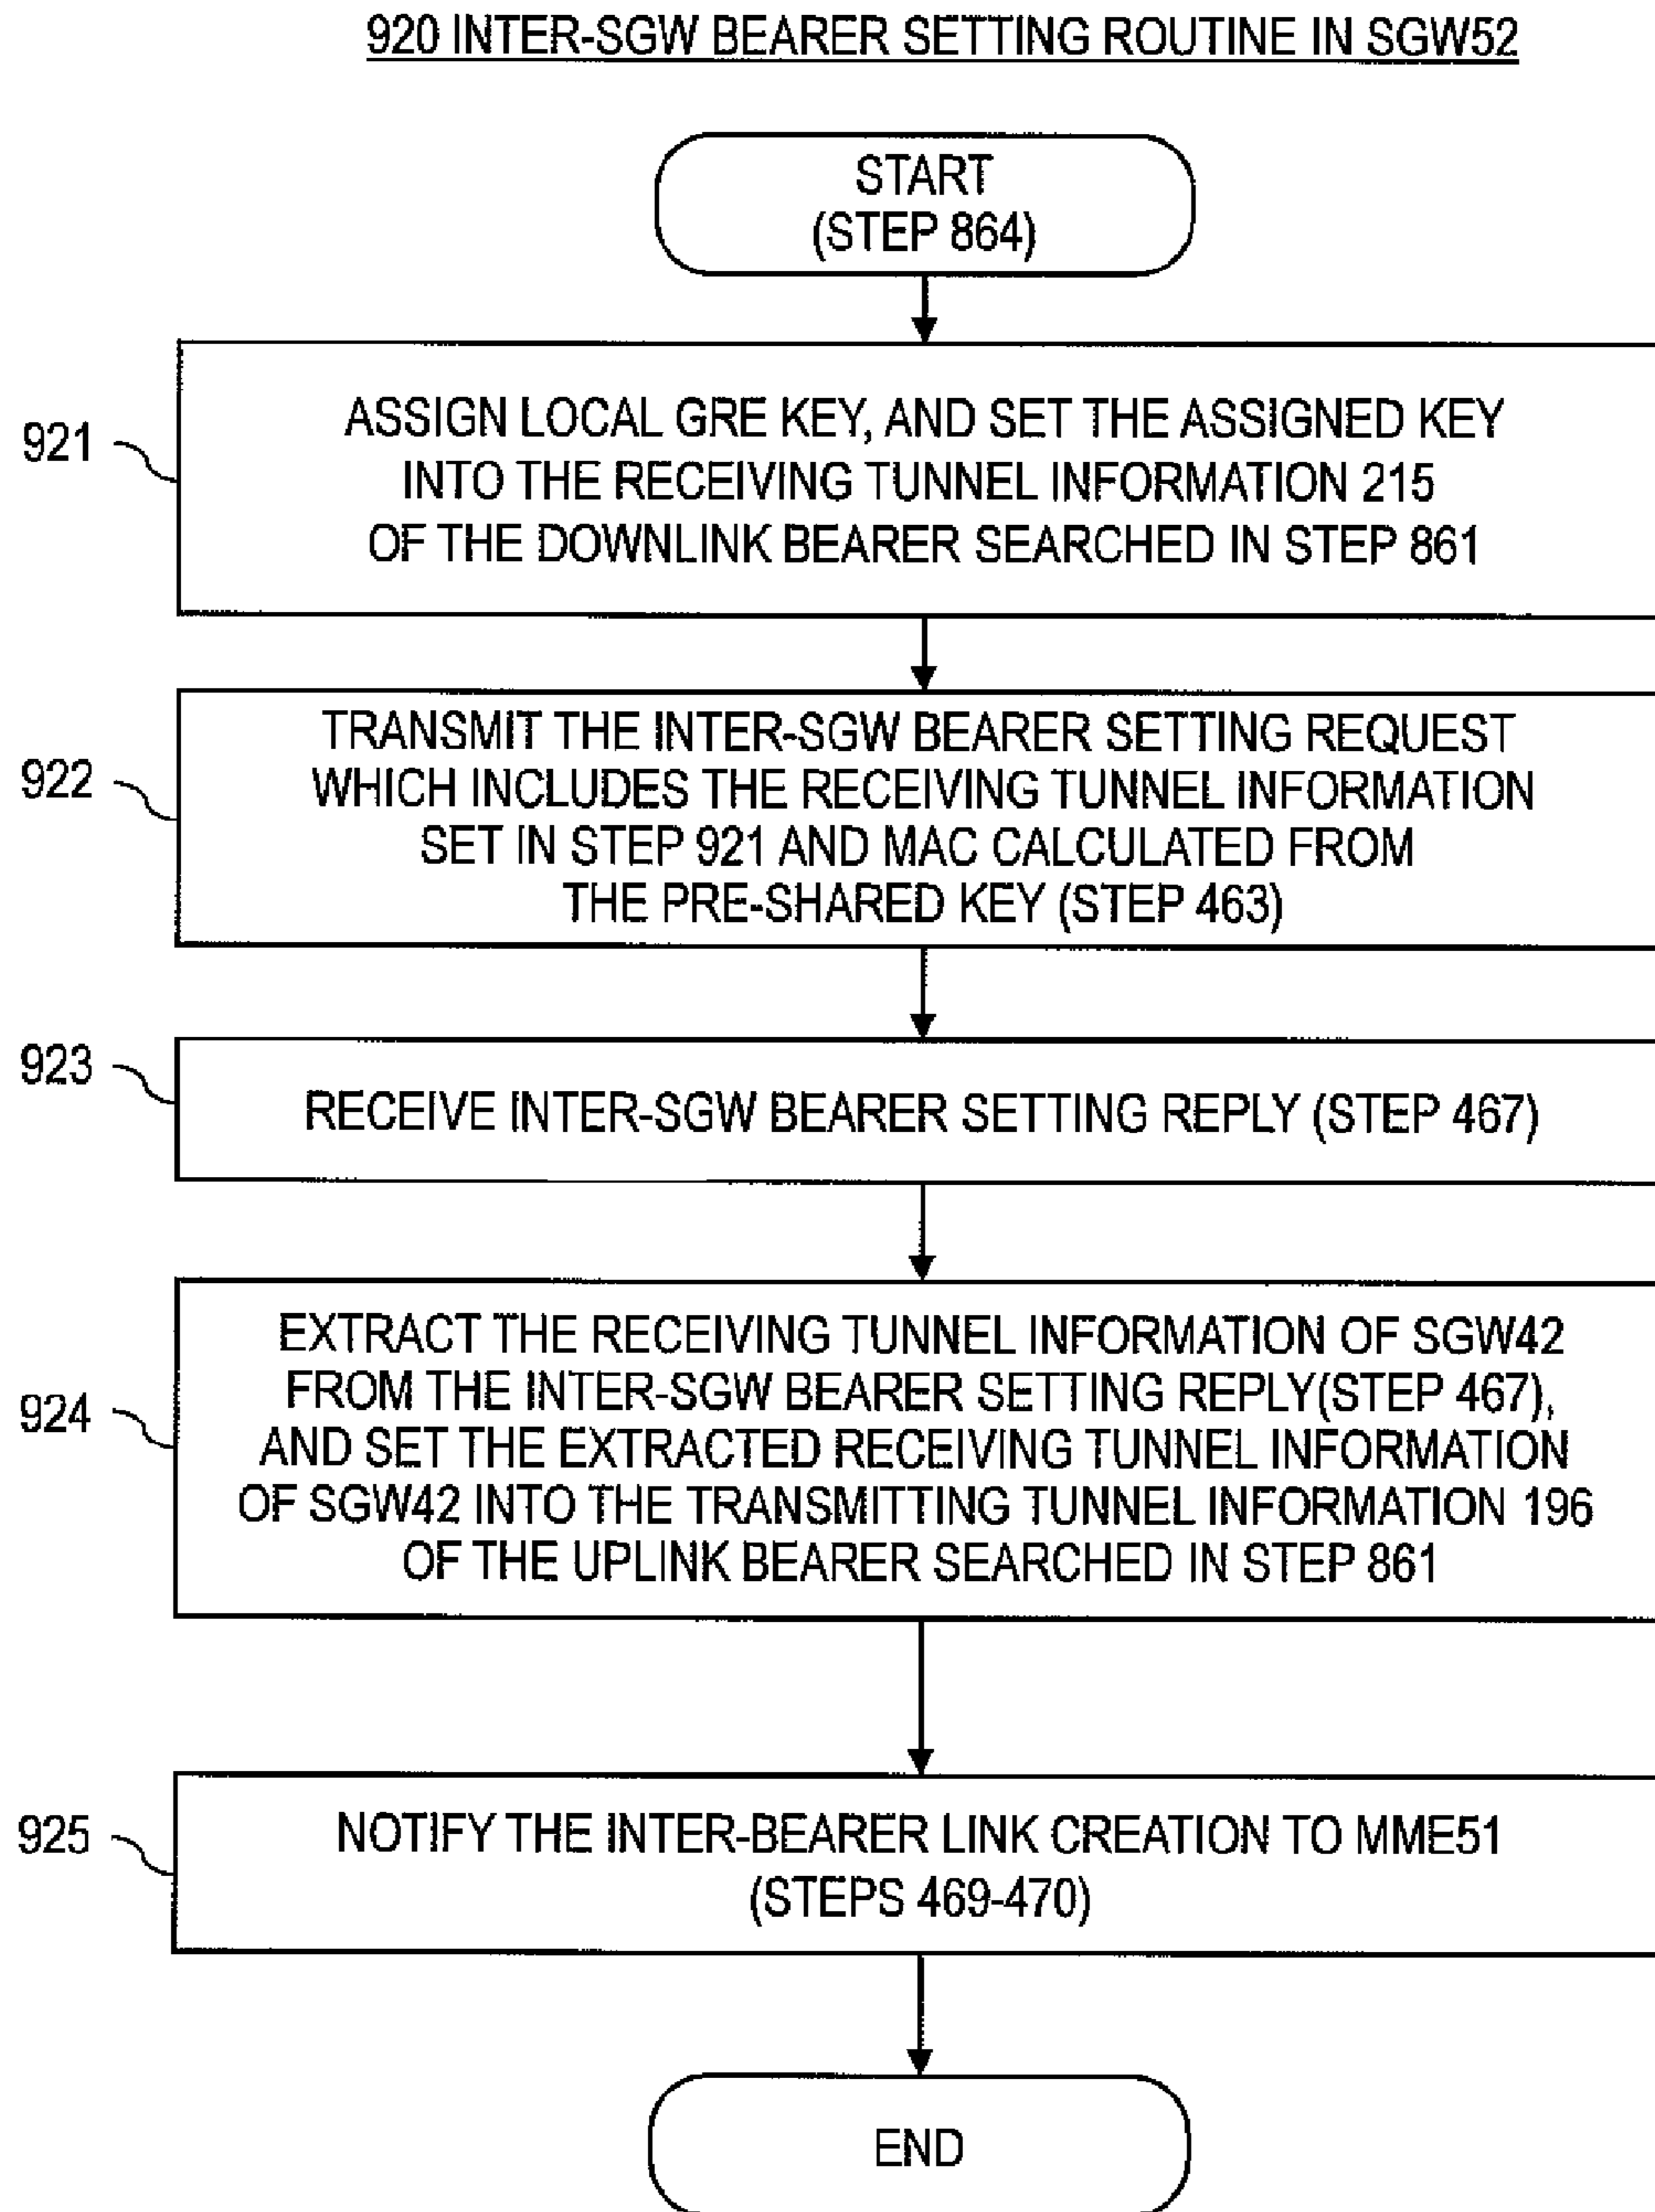 920 INTER-SGW BEARER SETTING ROUTINE IN SGW52
START
(STEP 864)
921
ASSIGN LOCAL GRE KEY, AND SET THE ASSIGNED KEY
INTO THE RECEIVING TUNNEL INFORMATION 215
OF THE DOWNLINK BEARER SEARCHED IN STEP 861
922
TRANSMIT THE INTER-SGW BEARER SETTING REQUEST
WHICH INCLUDES THE RECEIVING TUNNEL INFORMATION
SET IN STEP 921 AND MAC CALCULATED FROM
THE PRE-SHARED KEY (STEP 463)
923
RECEIVE INTER-SGW BEARER SETTING REPLY (STEP 467)
924
EXTRACT THE RECEIVING TUNNEL INFORMATION OF SGW42
FROM THE INTER-SGW BEARER SETTING REPLY(STEP 467),
AND SET THE EXTRACTED RECEIVING TUNNEL INFORMATION
OF SGW42 INTO THE TRANSMITTING TUNNEL INFORMATION 196
OF THE UPLINK BEARER SEARCHED IN STEP 861
925
NOTIFY THE INTER-BEARER LINK CREATION TO MME51
(STEPS 469-470)
END